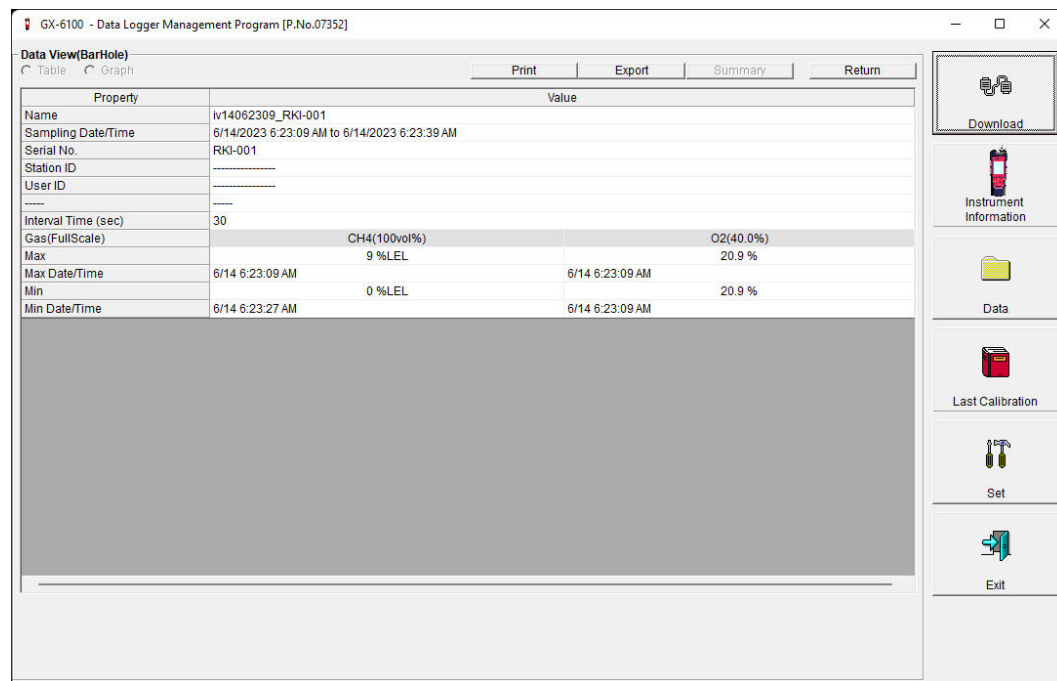 GX-6100 - Data Logger Management Program [P.No.07352]
Data View(BarHole)
Table Graph Print Export Summary Return
Property Value
Name iv14062309_RKI-001
Sampling Date/Time 6/14/2023 6:23:09 AM to 6/14/2023 6:23:39 AM
Serial No. RKI-001
Station ID ---------------
User ID ---------------
----- -----
Interval Time (sec) 30
Gas(FullScale) CH4(100vol%) O2(40.0%)
Max 9 %LEL 20.9 %
Max Date/Time 6/14 6:23:09 AM 6/14 6:23:09 AM
Min 0 %LEL 20.9 %
Min Date/Time 6/14 6:23:27 AM 6/14 6:23:09 AM
Download
Instrument
Information
Data
Last Calibration
Set
Exit